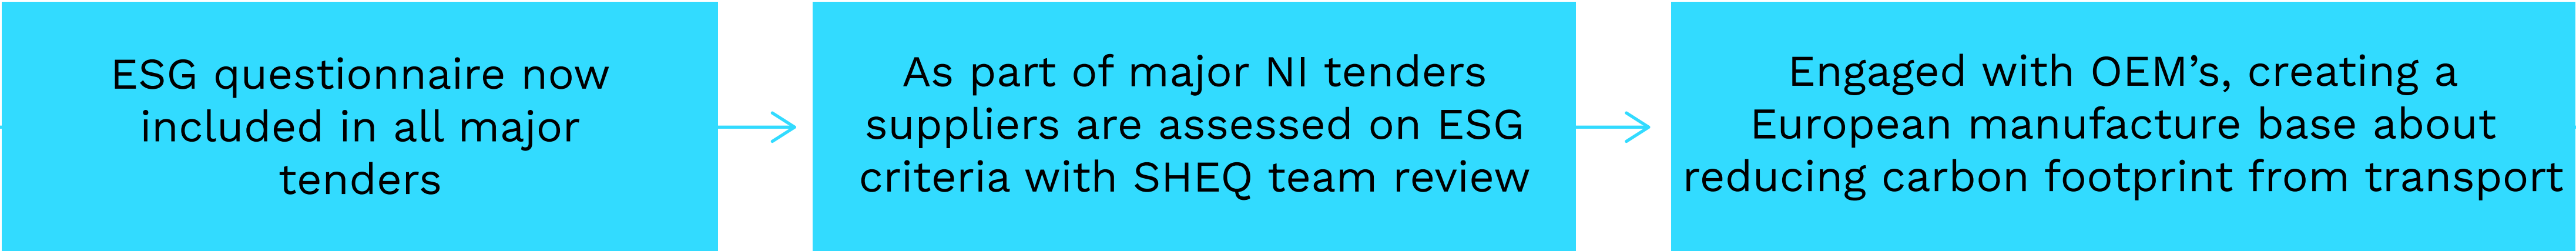 ESG questionnaire now
included in all major
tenders
As part of major NI tenders
suppliers are assessed on ESG
criteria with SHEQ team review
Engaged with OEM’s, creating a
European manufacture base about
reducing carbon footprint from transport